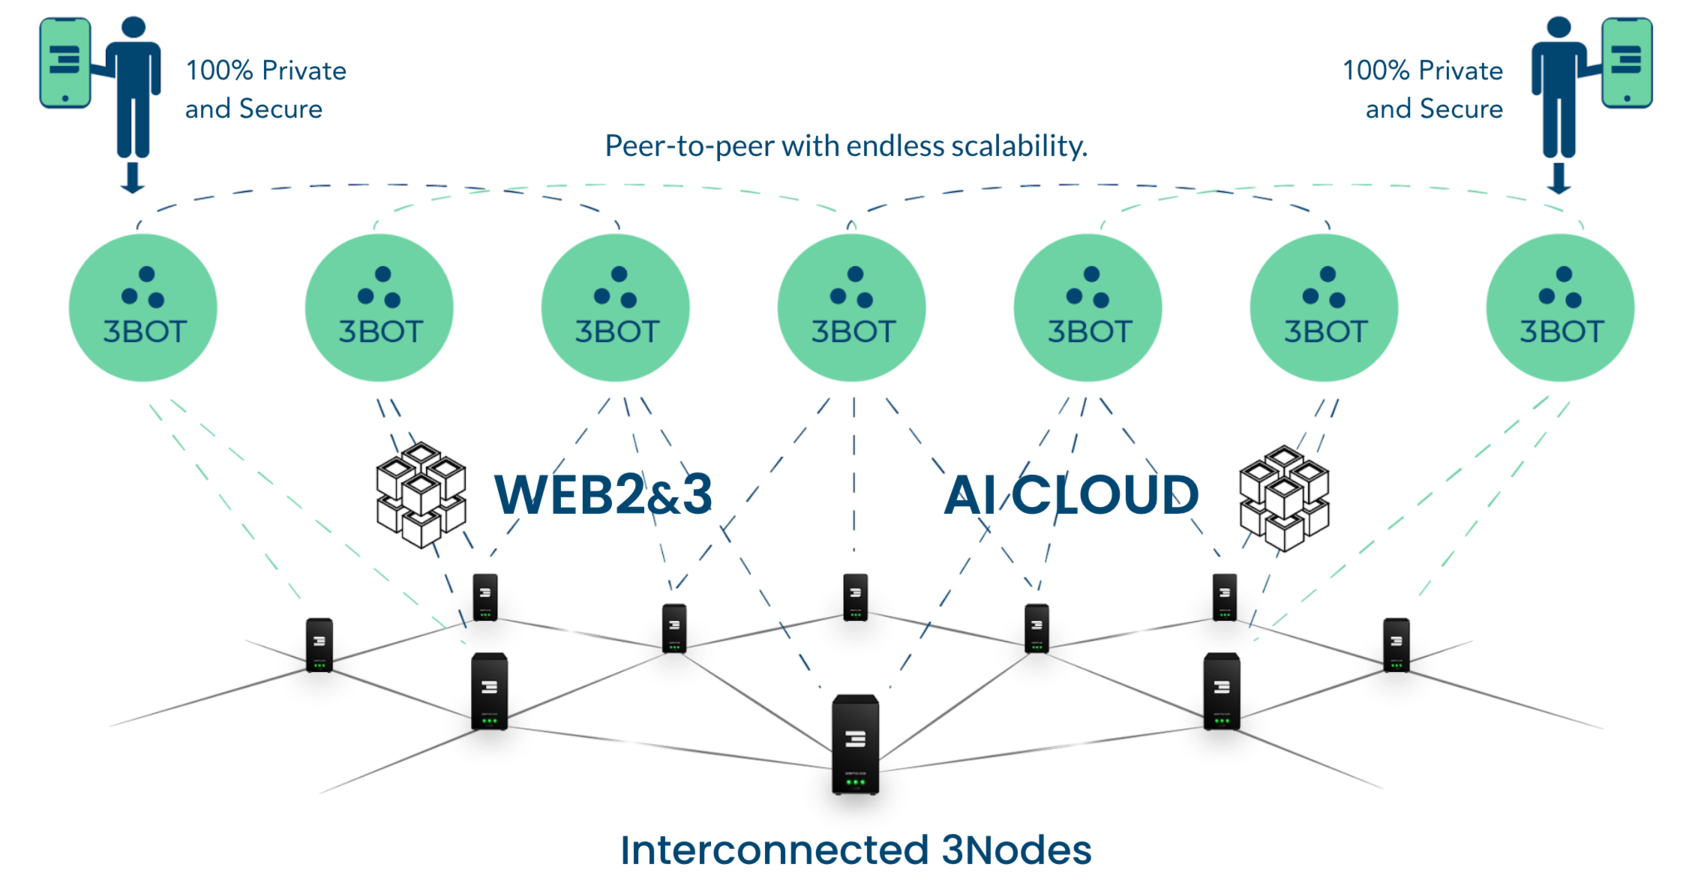 100% Private
and Secure
100% Private
and Secure
Peer-to-peer with endless scalability.
3BOT
3BOT
3BOT
3BOT
3BOT
3BOT
3BOT
WEB2&3
AI CLOUD
Interconnected 3Nodes